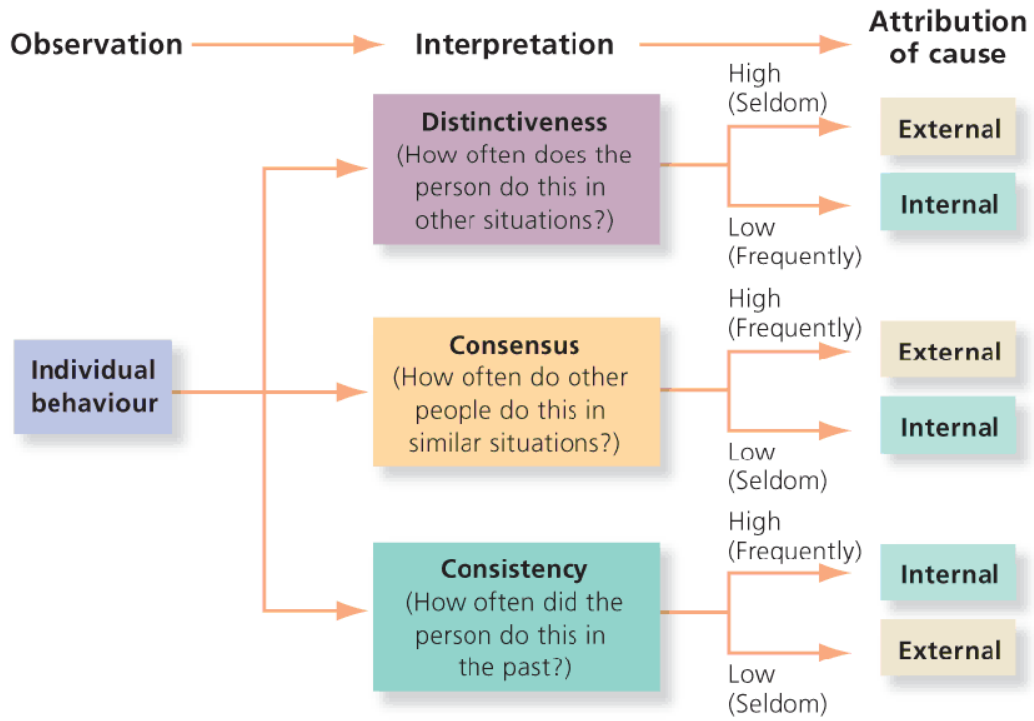 Observation
Interpretation
Attribution
of cause
Individual
behaviour
Distinctiveness
(How often does the
person do this in
other situations?)
High
(Seldom)
External
Low
(Frequently)
Internal
Consensus
(How often do other
people do this in
similar situations?)
High
(Frequently)
External
Low
(Seldom)
Internal
Consistency
(How often did the
person do this in
the past?)
High
(Frequently)
Internal
Low
(Seldom)
External